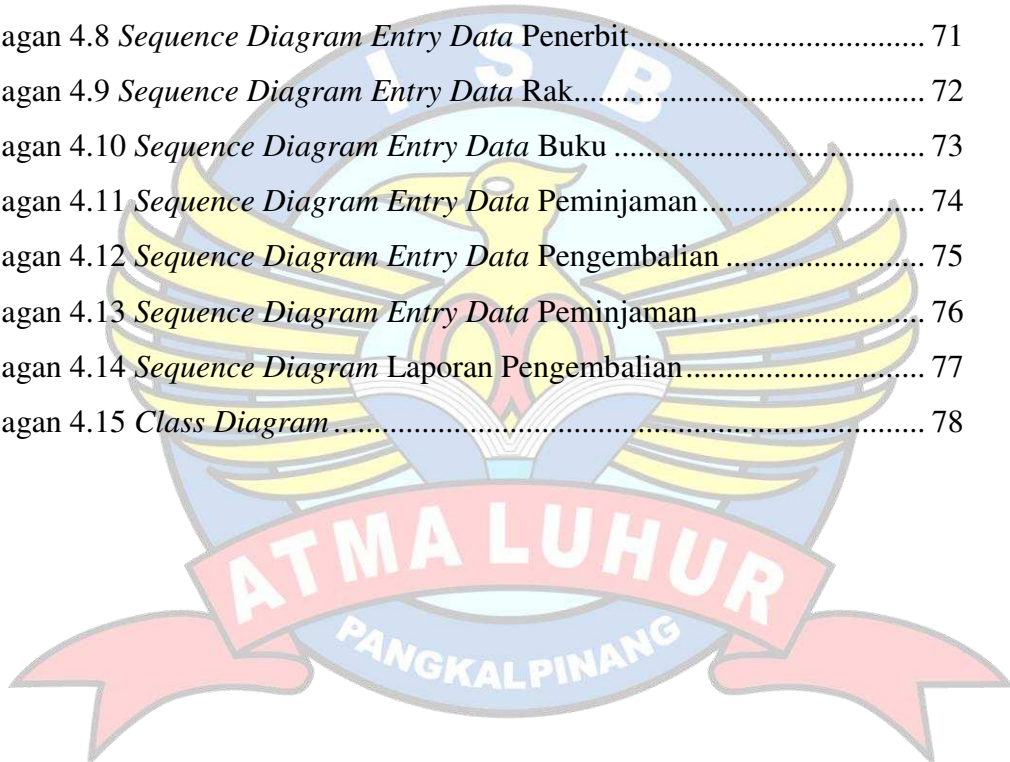 agan 4.8 Sequence Diagram Entry Data Penerbit.................................... 71
agan 4.9 Sequence Diagram Entry Data Rak........................................... 72
agan 4.10 Sequence Diagram Entry Data Buku ...................................... 73
agan 4.11 Sequence Diagram Entry Data Peminjaman........................... 74
agan 4.12 Sequence Diagram Entry Data Pengembalian ........................ 75
agan 4.13 Sequence Diagram Entry Data Peminjaman........................... 76
agan 4.14 Sequence Diagram Laporan Pengembalian............................. 77
agan 4.15 Class Diagram........................................................................ 78
I S B
ATMA LUHUR
PANGKALPINANG